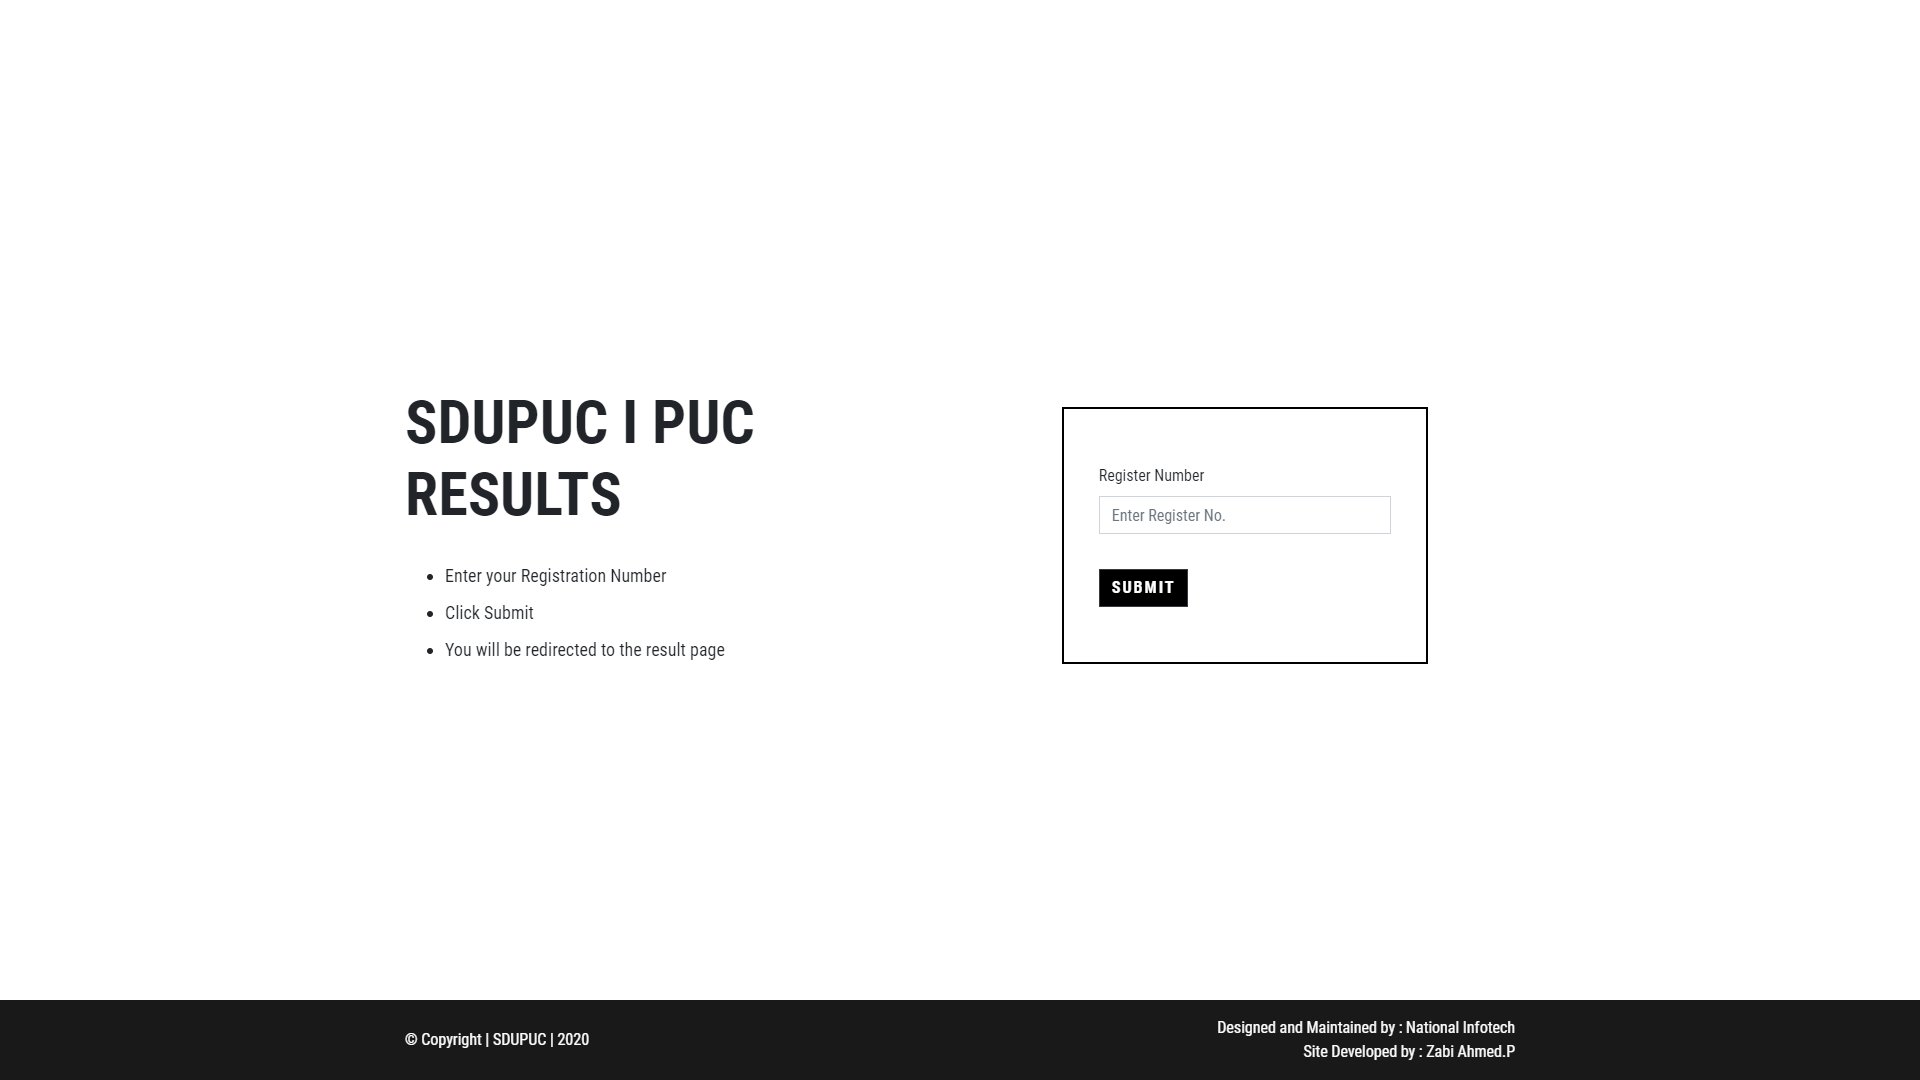 SDUPUC I PUC
RESULTS
Enter your Registration Number
Click Submit
You will be redirected to the result page
Register Number
Enter Register No.
SUBMIT
© Copyright | SDUPUC | 2020
Designed and Maintained by : National Infotech
Site Developed by : Zabi Ahmed.P